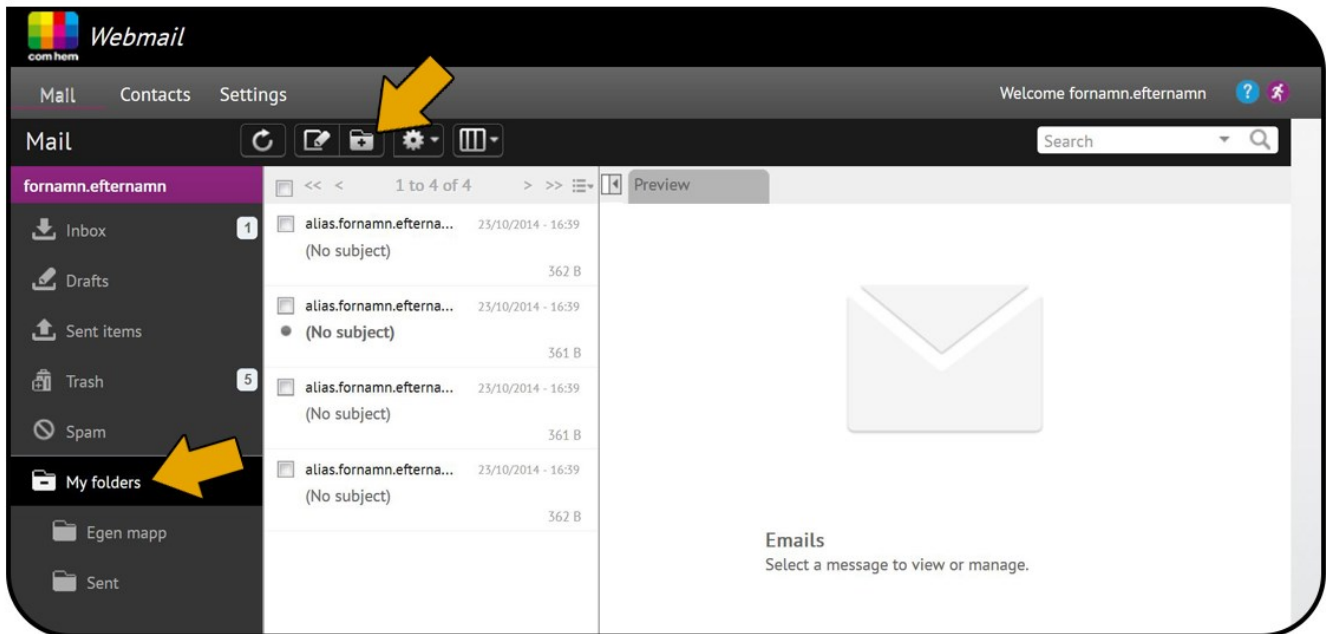 Webmail
com hem
Mail Contacts Settings
Welcome fornamn.efternamn ?
Mail
Search
fornamn.efternamn
Inbox 1
Drafts
Sent items
Trash 5
Spam
My folders
Egen mapp
Sent
<< < 1 to 4 of 4 > >>
alias.fornamn.efterna... 23/10/2014 - 16:39
(No subject)
362 B
alias.fornamn.efterna... 23/10/2014 - 16:39
(No subject)
361 B
alias.fornamn.efterna... 23/10/2014 - 16:39
(No subject)
361 B
alias.fornamn.efterna... 23/10/2014 - 16:39
(No subject)
362 B
Preview
Emails
Select a message to view or manage.